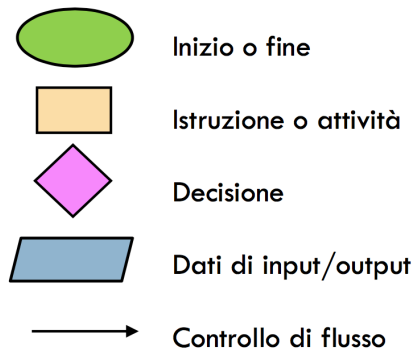 Inizio o fine
Istruzione o attività
Decisione
Dati di input/output
Controllo di flusso